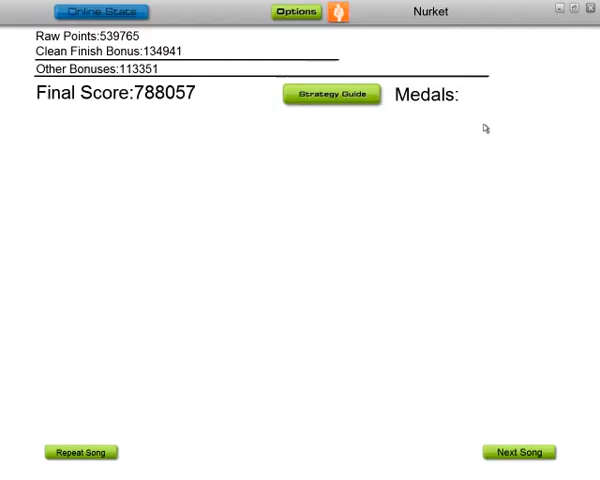 Online Stats
Options
Nurket
Raw Points:539765
Clean Finish Bonus:134941
Other Bonuses:113351
Final Score:788057
Strategy Guide
Medals:
Repeat Song
Next Song